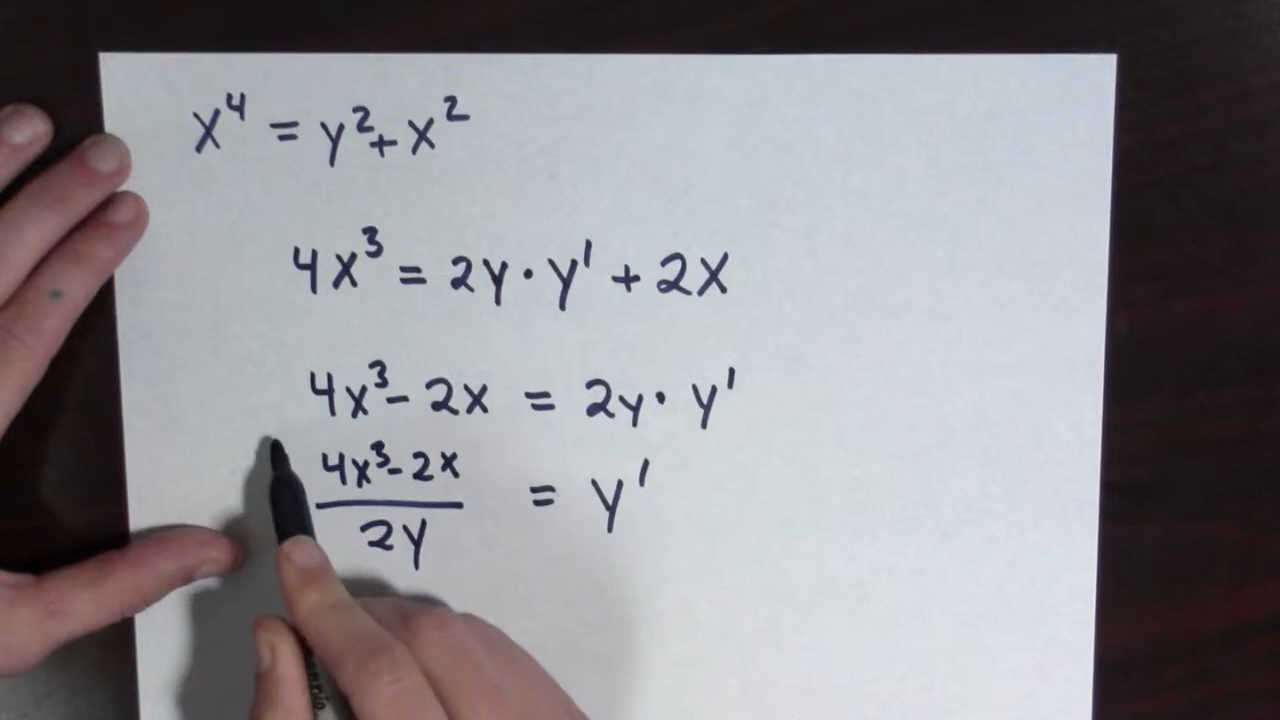 x⁴ = y² + x²
4x³ = 2y · y' + 2x
4x³ - 2x = 2y · y'
4x³ - 2x
2y
= y'